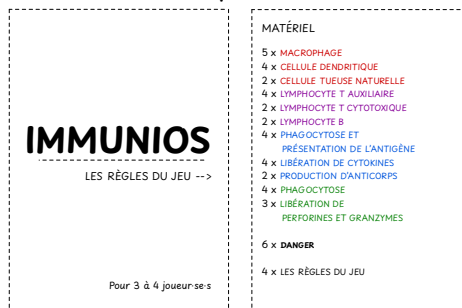 IMMUNIOS
LES RÈGLES DU JEU -->
Pour 3 à 4 joueur·se·s
MATÉRIEL
5 x MACROPHAGE
4 x CELLULE DENDRITIQUE
2 x CELLULE TUEUSE NATURELLE
4 x LYMPHOCYTE T AUXILIAIRE
2 x LYMPHOCYTE T CYTOTOXIQUE
2 x LYMPHOCYTE B
4 x PHAGOCYTOSE ET
PRÉSENTATION DE L'ANTIGÈNE
4 x LIBÉRATION DE CYTOKINES
2 x PRODUCTION D'ANTICORPS
4 x PHAGOCYTOSE
3 x LIBÉRATION DE
PERFORINES ET GRANZYMES
6 x DANGER
4 x LES RÈGLES DU JEU